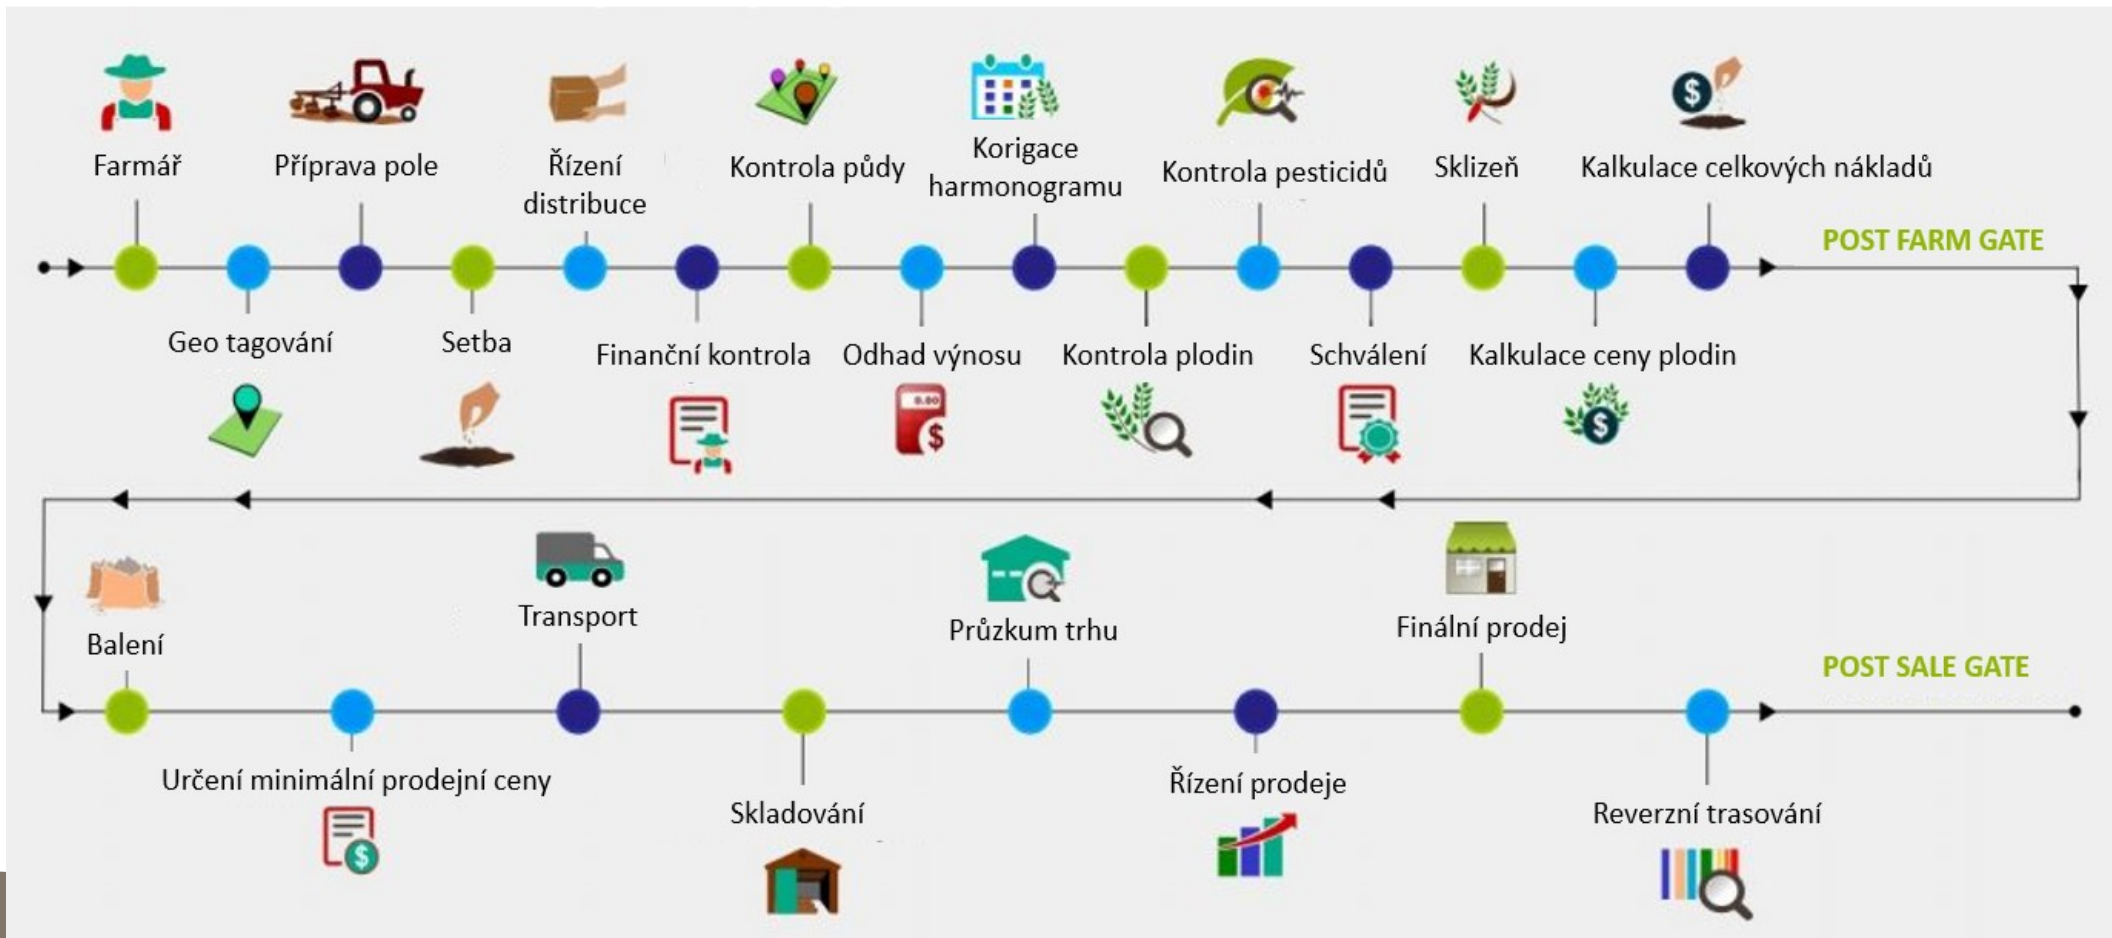 Farmář
Příprava pole
Řízení
distribuce
Kontrola půdy
Korigace
harmonogramu
Kontrola pesticidů
Sklizeň
Kalkulace celkových nákladů
POST FARM GATE
Geo tagování
Setba
Finanční kontrola
Odhad výnosu
Kontrola plodin
Schválení
Kalkulace ceny plodin
0.00
$
$
$
Balení
Transport
Průzkum trhu
Finální prodej
POST SALE GATE
Určení minimální prodejní ceny
$
Skladování
Řízení prodeje
Reverzní trasování